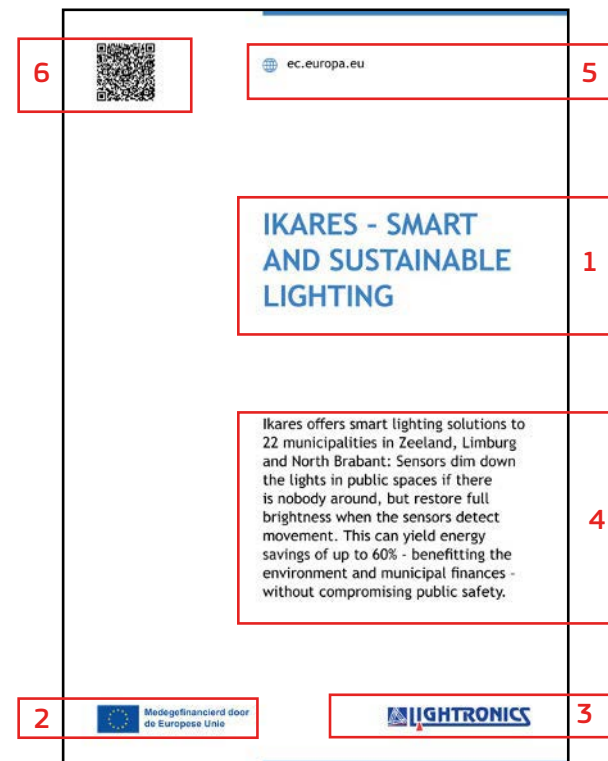 6
ec.europa.eu
5
IKARES - SMART
AND SUSTAINABLE
LIGHTING
1
Ikares offers smart lighting solutions to
22 municipalities in Zeeland, Limburg
and North Brabant: Sensors dim down
the lights in public spaces if there
is nobody around, but restore full
brightness when the sensors detect
movement. This can yield energy
savings of up to 60% - benefitting the
environment and municipal finances -
without compromising public safety.
4
2
Medegefinancierd door
de Europese Unie
LIGHTRONICS
3